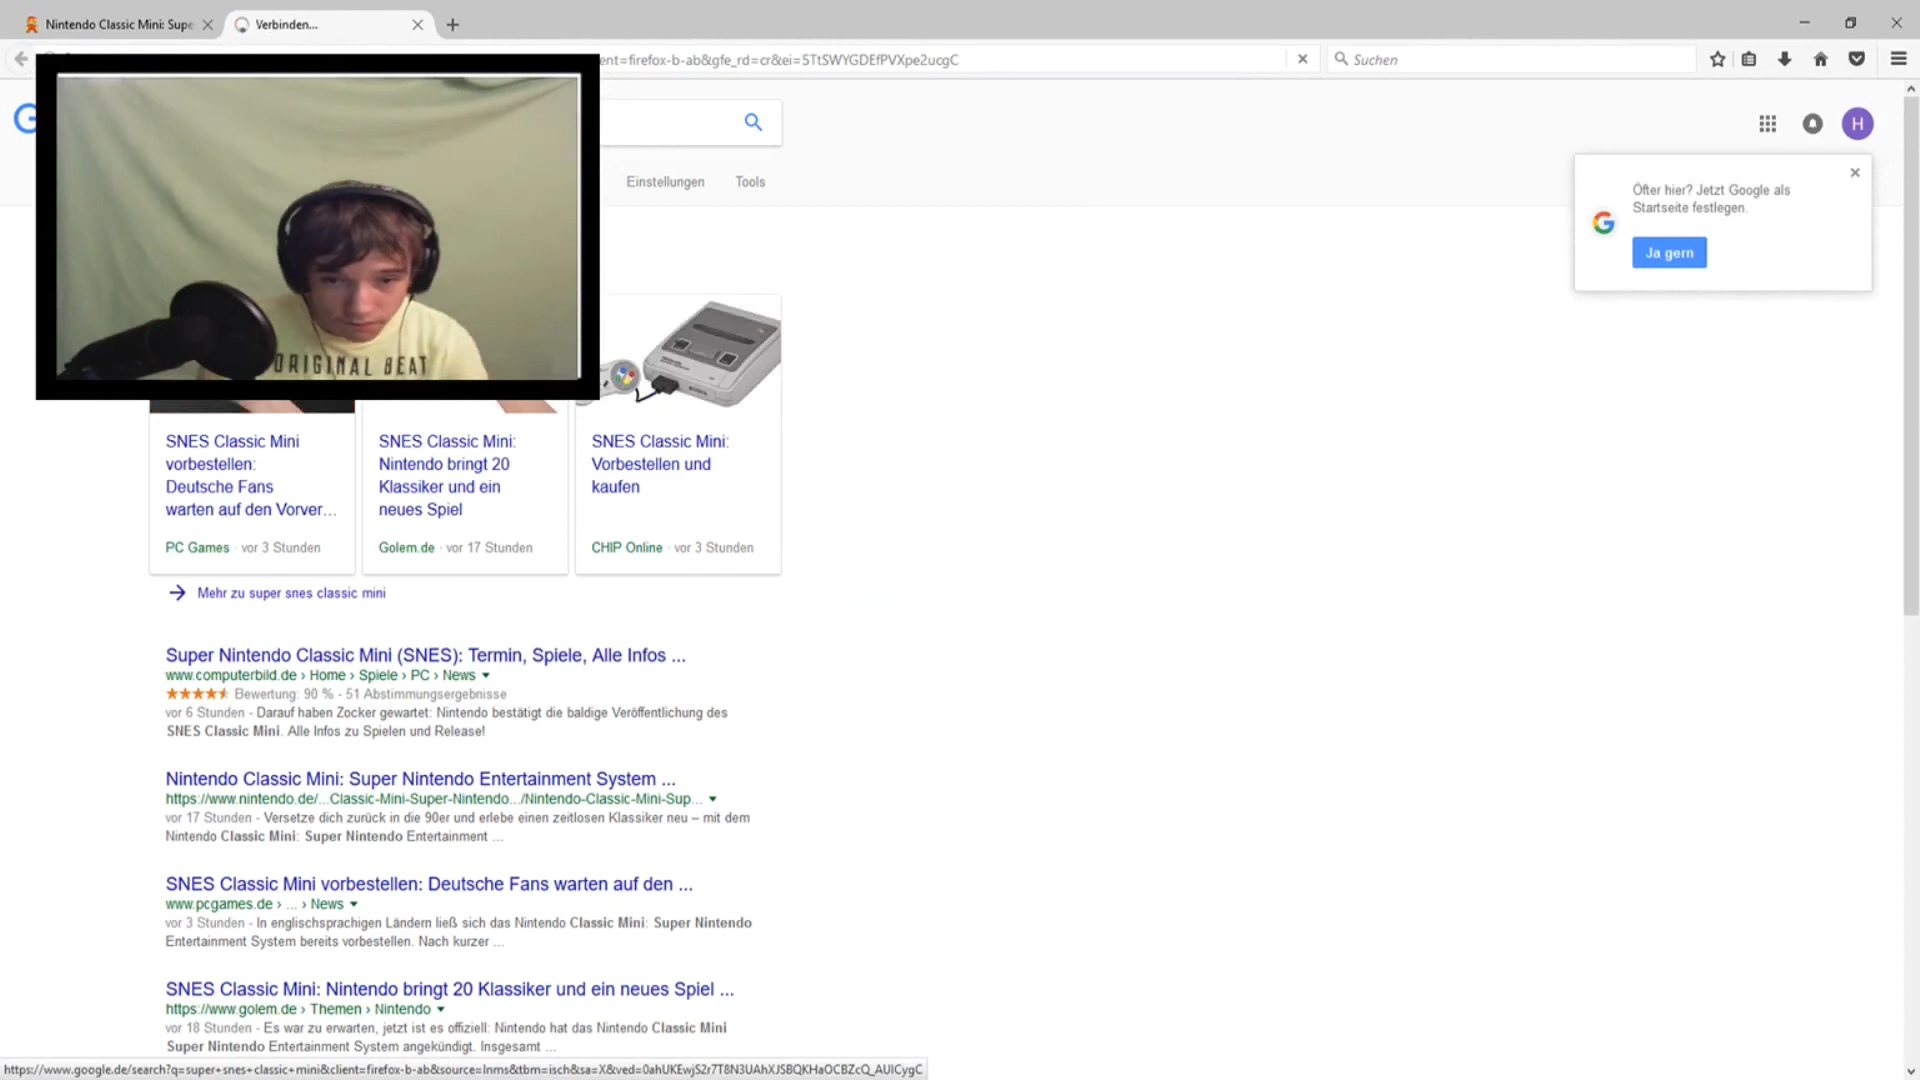 Nintendo Classic Mini: Supe
Verbinden...
ent=firefox-b-ab&gfe_rd=cr&ei=5TtSWYGDEfPVXpe2ucgC
Suchen
H
Einstellungen
Tools
Öfter hier? Jetzt Google als
Startseite festlegen.
Ja gern
ORIGINAL BEAT
SNES Classic Mini
vorbestellen:
Deutsche Fans
warten auf den Vorver...
PC Games · vor 3 Stunden
SNES Classic Mini:
Nintendo bringt 20
Klassiker und ein
neues Spiel
Golem.de · vor 17 Stunden
SNES Classic Mini:
Vorbestellen und
kaufen
CHIP Online · vor 3 Stunden
Mehr zu super snes classic mini
Super Nintendo Classic Mini (SNES): Termin, Spiele, Alle Infos ...
www.computerbild.de › Home › Spiele › PC › News
Bewertung: 90 % - 51 Abstimmungsergebnisse
vor 6 Stunden - Darauf haben Zocker gewartet: Nintendo bestätigt die baldige Veröffentlichung des
SNES Classic Mini. Alle Infos zu Spielen und Release!
Nintendo Classic Mini: Super Nintendo Entertainment System ...
https://www.nintendo.de/...Classic-Mini-Super-Nintendo.../Nintendo-Classic-Mini-Sup...
vor 17 Stunden - Versetze dich zurück in die 90er und erlebe einen zeitlosen Klassiker neu – mit dem
Nintendo Classic Mini: Super Nintendo Entertainment ...
SNES Classic Mini vorbestellen: Deutsche Fans warten auf den ...
www.pcgames.de › ... › News
vor 3 Stunden - In englischsprachigen Ländern ließ sich das Nintendo Classic Mini: Super Nintendo
Entertainment System bereits vorbestellen. Nach kurzer ...
SNES Classic Mini: Nintendo bringt 20 Klassiker und ein neues Spiel ...
https://www.golem.de › Themen › Nintendo
vor 18 Stunden - Es war zu erwarten, jetzt ist es offiziell: Nintendo hat das Nintendo Classic Mini
Super Nintendo Entertainment System angekündigt. Insgesamt ...
https://www.google.de/search?q=super+snes+classic+mini&client=firefox-b-ab&source=lnms&tbm=isch&sa=X&ved=0ahUKEwjS2r7T8N3UAhXJSBQKHaOCBZcQ_AUICygC